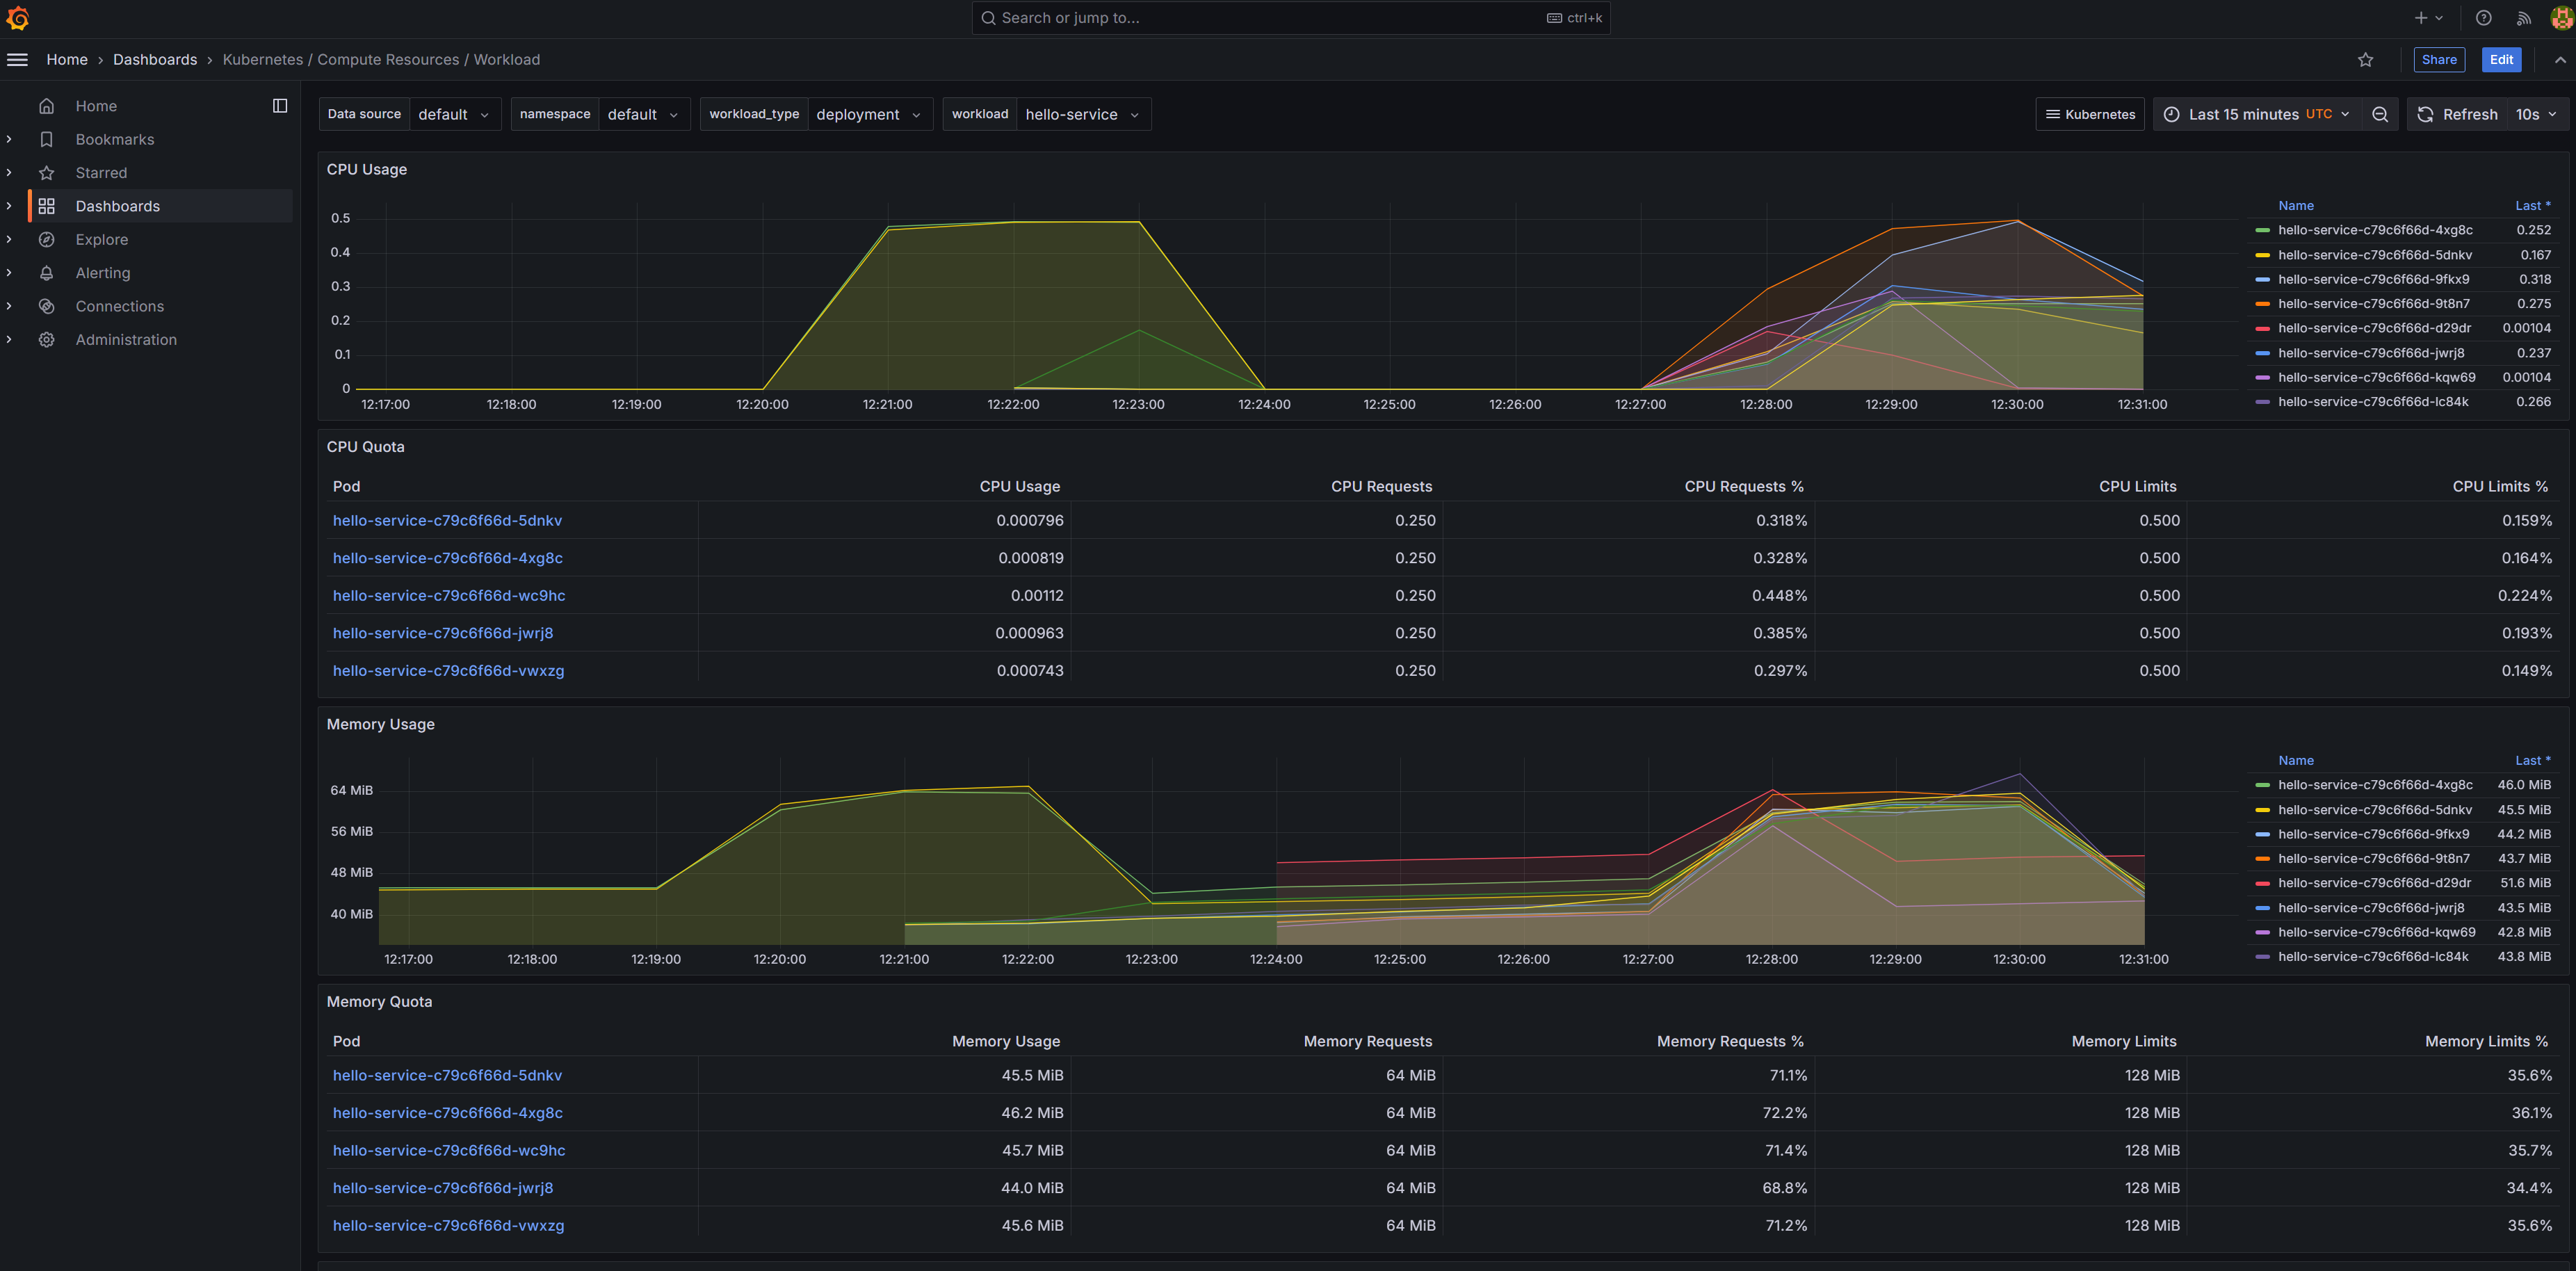 Search or jump to...
ctrl+k
Home › Dashboards › Kubernetes / Compute Resources / Workload
Share
Edit
Home
Bookmarks
Starred
Dashboards
Explore
Alerting
Connections
Administration
Data source default
namespace default
workload_type deployment
workload hello-service
Kubernetes
Last 15 minutes UTC
Refresh 10s
CPU Usage
0.5
0.4
0.3
0.2
0.1
0
12:17:00 12:18:00 12:19:00 12:20:00 12:21:00 12:22:00 12:23:00 12:24:00 12:25:00 12:26:00 12:27:00 12:28:00 12:29:00 12:30:00 12:31:00
Name Last *
hello-service-c79c6f66d-4xg8c 0.252
hello-service-c79c6f66d-5dnkv 0.167
hello-service-c79c6f66d-9fkx9 0.318
hello-service-c79c6f66d-9t8n7 0.275
hello-service-c79c6f66d-d29dr 0.00104
hello-service-c79c6f66d-jwrj8 0.237
hello-service-c79c6f66d-kqw69 0.00104
hello-service-c79c6f66d-lc84k 0.266
CPU Quota
Pod CPU Usage CPU Requests CPU Requests % CPU Limits CPU Limits %
hello-service-c79c6f66d-5dnkv 0.000796 0.250 0.318% 0.500 0.159%
hello-service-c79c6f66d-4xg8c 0.000819 0.250 0.328% 0.500 0.164%
hello-service-c79c6f66d-wc9hc 0.00112 0.250 0.448% 0.500 0.224%
hello-service-c79c6f66d-jwrj8 0.000963 0.250 0.385% 0.500 0.193%
hello-service-c79c6f66d-vwxzg 0.000743 0.250 0.297% 0.500 0.149%
Memory Usage
64 MiB
56 MiB
48 MiB
40 MiB
12:17:00 12:18:00 12:19:00 12:20:00 12:21:00 12:22:00 12:23:00 12:24:00 12:25:00 12:26:00 12:27:00 12:28:00 12:29:00 12:30:00 12:31:00
Name Last *
hello-service-c79c6f66d-4xg8c 46.0 MiB
hello-service-c79c6f66d-5dnkv 45.5 MiB
hello-service-c79c6f66d-9fkx9 44.2 MiB
hello-service-c79c6f66d-9t8n7 43.7 MiB
hello-service-c79c6f66d-d29dr 51.6 MiB
hello-service-c79c6f66d-jwrj8 43.5 MiB
hello-service-c79c6f66d-kqw69 42.8 MiB
hello-service-c79c6f66d-lc84k 43.8 MiB
Memory Quota
Pod Memory Usage Memory Requests Memory Requests % Memory Limits Memory Limits %
hello-service-c79c6f66d-5dnkv 45.5 MiB 64 MiB 71.1% 128 MiB 35.6%
hello-service-c79c6f66d-4xg8c 46.2 MiB 64 MiB 72.2% 128 MiB 36.1%
hello-service-c79c6f66d-wc9hc 45.7 MiB 64 MiB 71.4% 128 MiB 35.7%
hello-service-c79c6f66d-jwrj8 44.0 MiB 64 MiB 68.8% 128 MiB 34.4%
hello-service-c79c6f66d-vwxzg 45.6 MiB 64 MiB 71.2% 128 MiB 35.6%